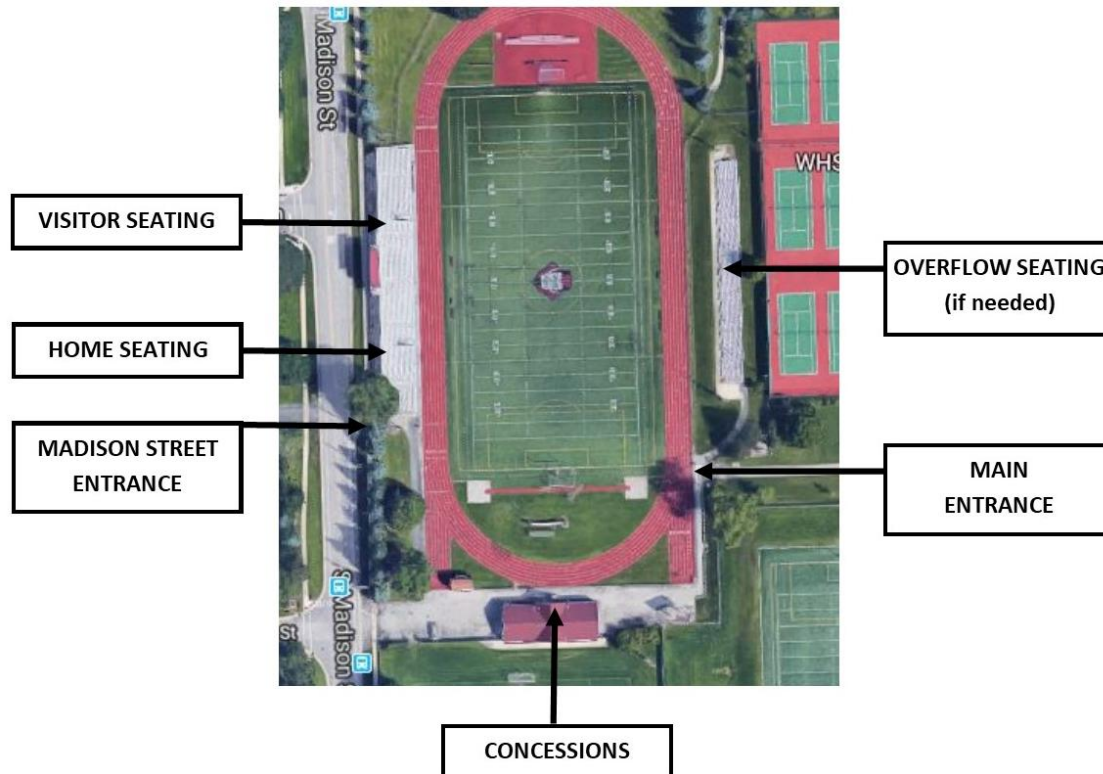 Madison St
WHS
VISITOR SEATING
OVERFLOW SEATING
(if needed)
HOME SEATING
MADISON STREET
ENTRANCE
MAIN
ENTRANCE
St
S Madison S
CONCESSIONS